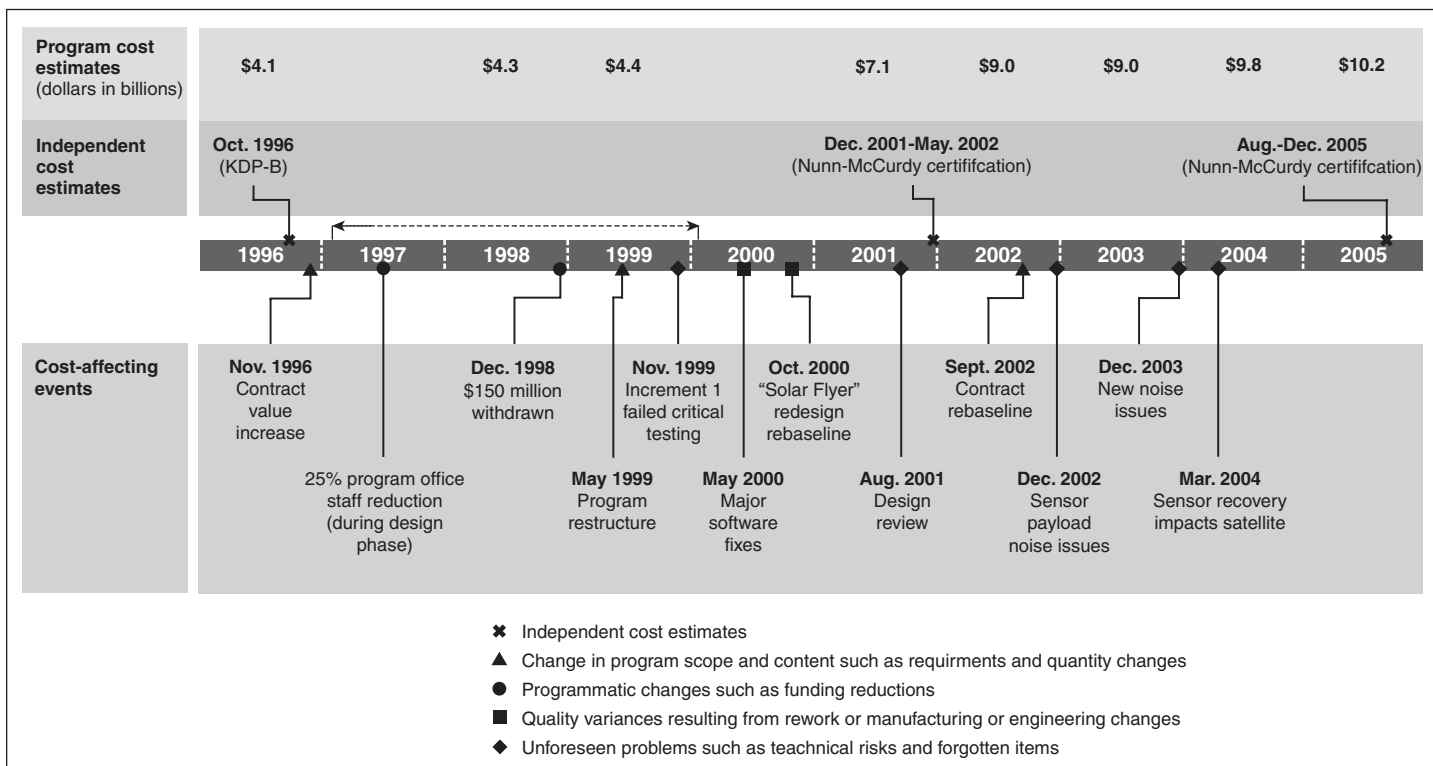 Program cost
estimates
(dollars in billions)
$4.1
$4.3
$4.4
$7.1
$9.0
$9.0
$9.8
$10.2
Independent
cost
estimates
Oct. 1996
(KDP-B)
Dec. 2001-May. 2002
(Nunn-McCurdy certififcation)
Aug.-Dec. 2005
(Nunn-McCurdy certififcation)
1996
1997
1998
1999
2000
2001
2002
2003
2004
2005
Cost-affecting
events
Nov. 1996
Contract
value
increase
25% program office
staff reduction
(during design
phase)
Dec. 1998
$150 million
withdrawn
May 1999
Program
restructure
Nov. 1999
Increment 1
failed critical
testing
May 2000
Major
software
fixes
Oct. 2000
“Solar Flyer”
redesign
rebaseline
Aug. 2001
Design
review
Sept. 2002
Contract
rebaseline
Dec. 2002
Sensor
payload
noise issues
Dec. 2003
New noise
issues
Mar. 2004
Sensor recovery
impacts satellite
Independent cost estimates
Change in program scope and content such as requirments and quantity changes
Programmatic changes such as funding reductions
Quality variances resulting from rework or manufacturing or engineering changes
Unforeseen problems such as teachnical risks and forgotten items